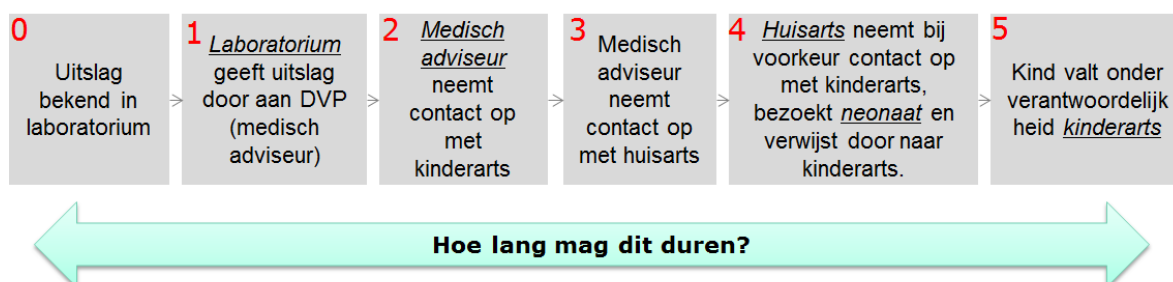 0
Uitslag
bekend in
laboratorium
1
Laboratorium
geeft uitslag
door aan DVP
(medisch
adviseur)
2
Medisch
adviseur
neemt
contact op
met
kinderarts
3
Medisch
adviseur
neemt
contact op
met huisarts
4
Huisarts neemt bij
voorkeur contact op
met kinderarts,
bezoekt neonaat en
verwijst door naar
kinderarts.
5
Kind valt onder
verantwoordelijk
heid kinderarts
Hoe lang mag dit duren?